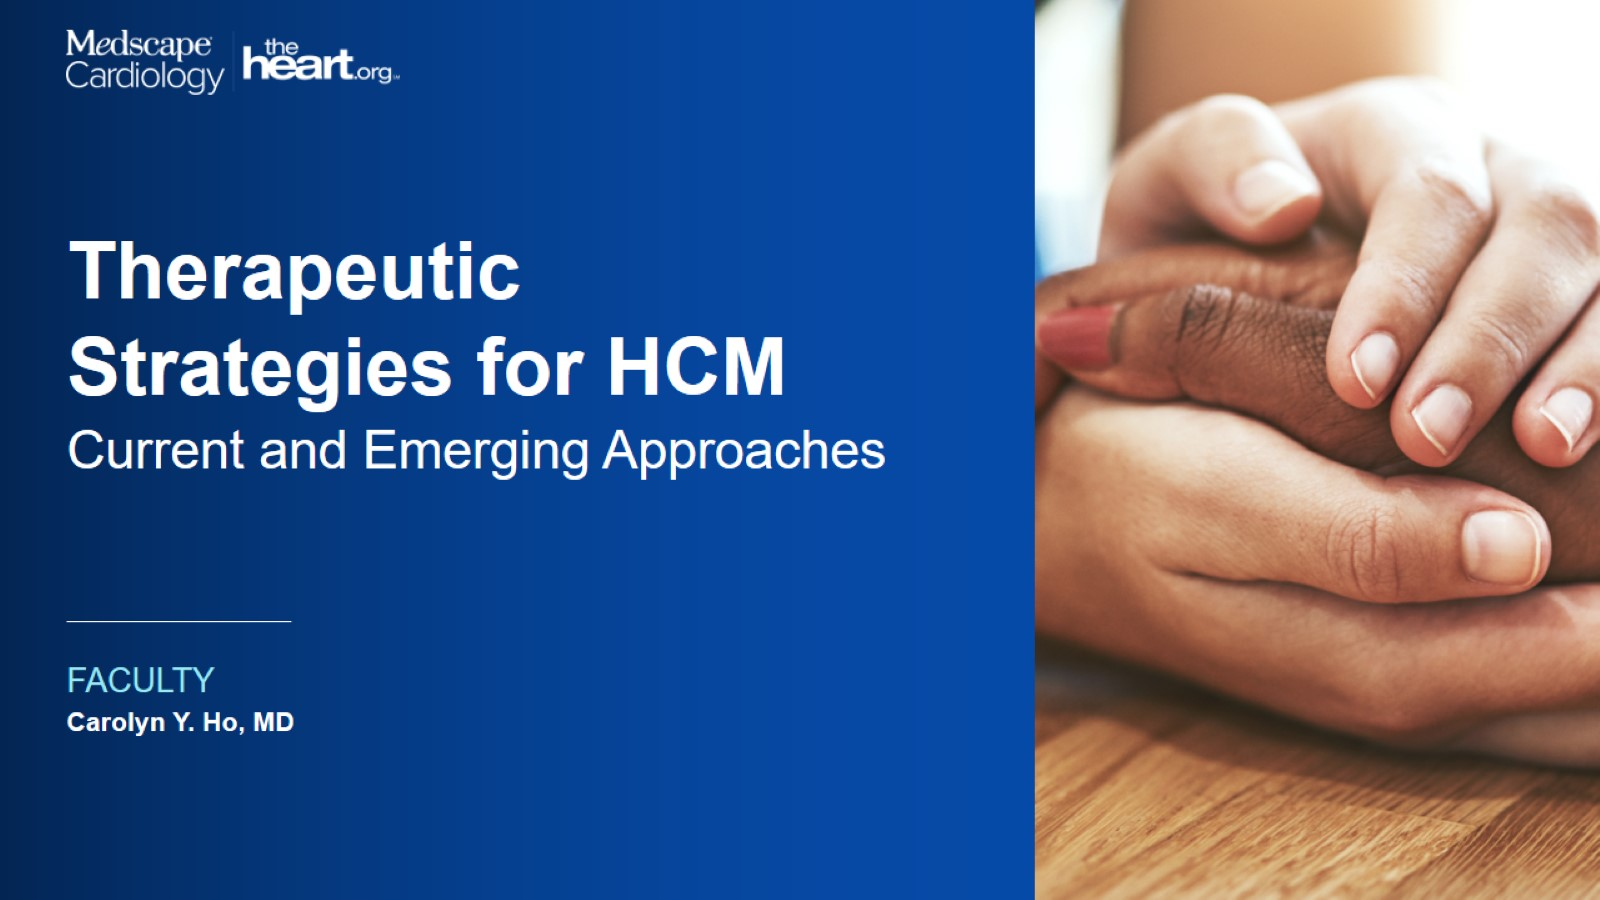 Medscape
Cardiology
the
heart.org
Therapeutic
Strategies for HCM
Current and Emerging Approaches
FACULTY
Carolyn Y. Ho, MD